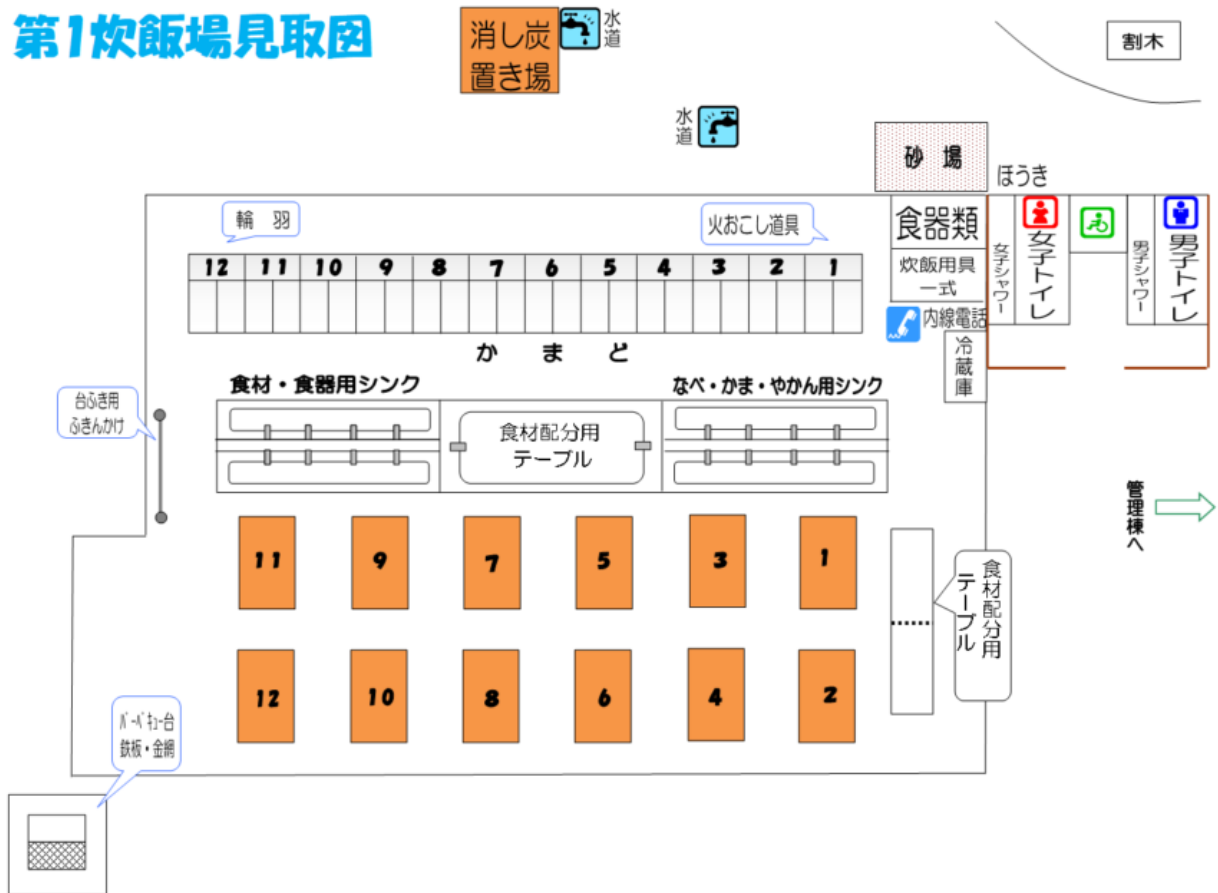 第1炊飯場見取図
消し炭
置き場
水道
割木
水道
砂 場
ほうき
輪 羽
火おこし道具
食器類
炊飯用具
一式
内線電話
冷蔵庫
女子シャワー
女子トイレ
男子シャワー
男子トイレ
12 11 10 9 8 7 6 5 4 3 2 1
か ま ど
食材・食器用シンク
なべ・かま・やかん用シンク
台ふき用
ふきんかけ
食材配分用
テーブル
管理棟へ
11 9 7 5 3 1
食材配分用
テーブル
12 10 8 6 4 2
バーベキュー台
鉄板・金網